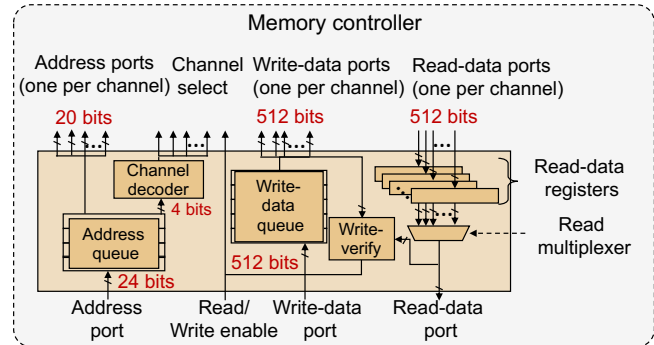 Memory controller
Address ports
(one per channel)
Channel
select
Write-data ports
(one per channel)
Read-data ports
(one per channel)
20 bits
512 bits
512 bits
Channel
decoder
4 bits
Address
queue
24 bits
Write-
data
queue
512 bits
Write-
verify
Read-data
registers
Read
multiplexer
Address
port
Read/
Write enable
Write-data
port
Read-data
port